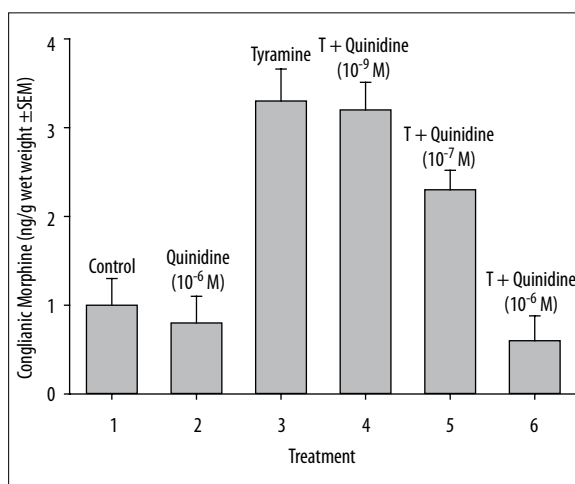 Conglianic Morphine (ng/g wet weight ±SEM)
4
3
2
1
0
Control
Quinidine
(10⁻⁶ M)
Tyramine
T + Quinidine
(10⁻⁹ M)
T + Quinidine
(10⁻⁷ M)
T + Quinidine
(10⁻⁶ M)
1 2 3 4 5 6
Treatment